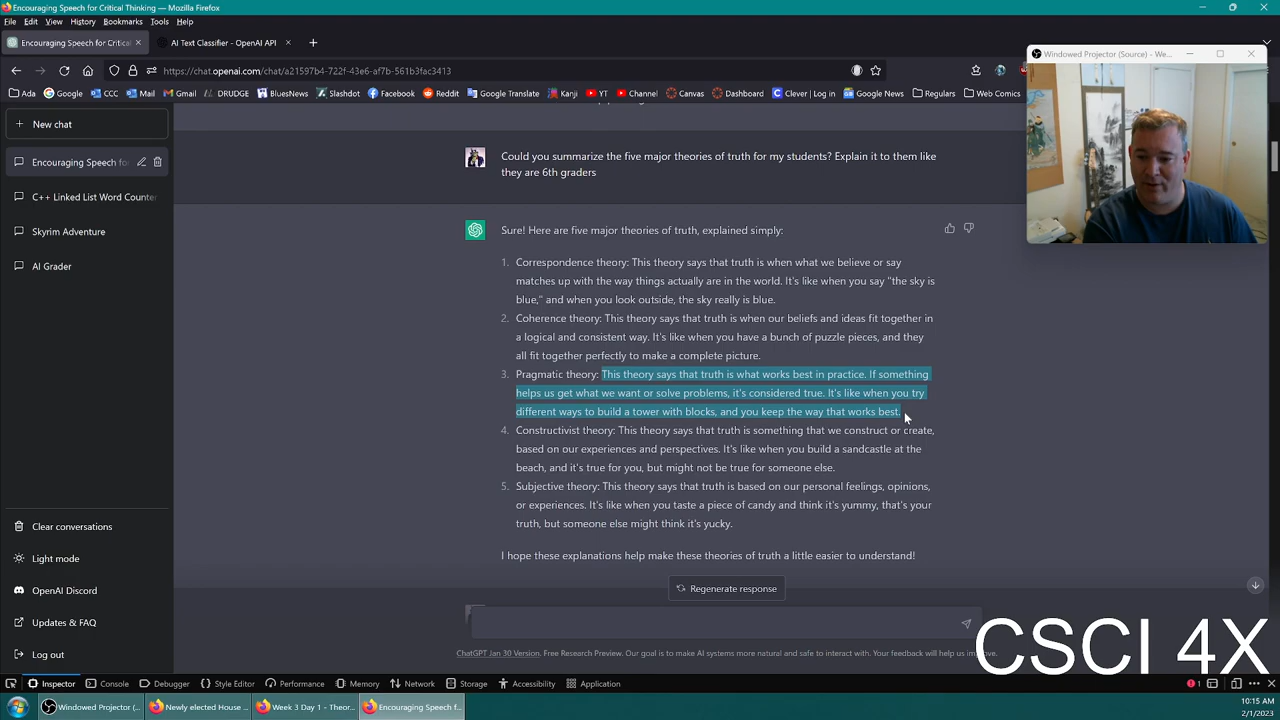 Encouraging Speech for Critical Thinking — Mozilla Firefox
File Edit View History Bookmarks Tools Help
Encouraging Speech for Critical
AI Text Classifier - OpenAI API
https://chat.openai.com/chat/a21597b4-722f-43e6-af7b-561b3fac3413
Windowed Projector (Source) - We...
Ada Google CCC Mail Gmail DRUDGE BluesNews Slashdot Facebook Reddit Google Translate Kanji YT Channel Canvas Dashboard Clever | Log in Google News Regulars Web Comics
New chat
Encouraging Speech for
C++ Linked List Word Counter
Skyrim Adventure
AI Grader
Clear conversations
Light mode
OpenAI Discord
Updates & FAQ
Log out
Could you summarize the five major theories of truth for my students? Explain it to them like
they are 6th graders
Sure! Here are five major theories of truth, explained simply:
1. Correspondence theory: This theory says that truth is when what we believe or say
matches up with the way things actually are in the world. It's like when you say "the sky is
blue," and when you look outside, the sky really is blue.
2. Coherence theory: This theory says that truth is when our beliefs and ideas fit together in
a logical and consistent way. It's like when you have a bunch of puzzle pieces, and they
all fit together perfectly to make a complete picture.
3. Pragmatic theory: This theory says that truth is what works best in practice. If something
helps us get what we want or solve problems, it's considered true. It's like when you try
different ways to build a tower with blocks, and you keep the way that works best.
4. Constructivist theory: This theory says that truth is something that we construct or create,
based on our experiences and perspectives. It's like when you build a sandcastle at the
beach, and it's true for you, but might not be true for someone else.
5. Subjective theory: This theory says that truth is based on our personal feelings, opinions,
or experiences. It's like when you taste a piece of candy and think it's yummy, that's your
truth, but someone else might think it's yucky.
I hope these explanations help make these theories of truth a little easier to understand!
Regenerate response
ChatGPT Jan 30 Version. Free Research Preview. Our goal is to make AI systems more natural and safe to interact with. Your feedback will help us improve.
CSCI 4X
Inspector Console Debugger Style Editor Performance Memory Network Storage Accessibility Application 1
Windowed Projector (... Newly elected House ... Week 3 Day 1 - Theor... Encouraging Speech f...
10:15 AM
2/1/2023